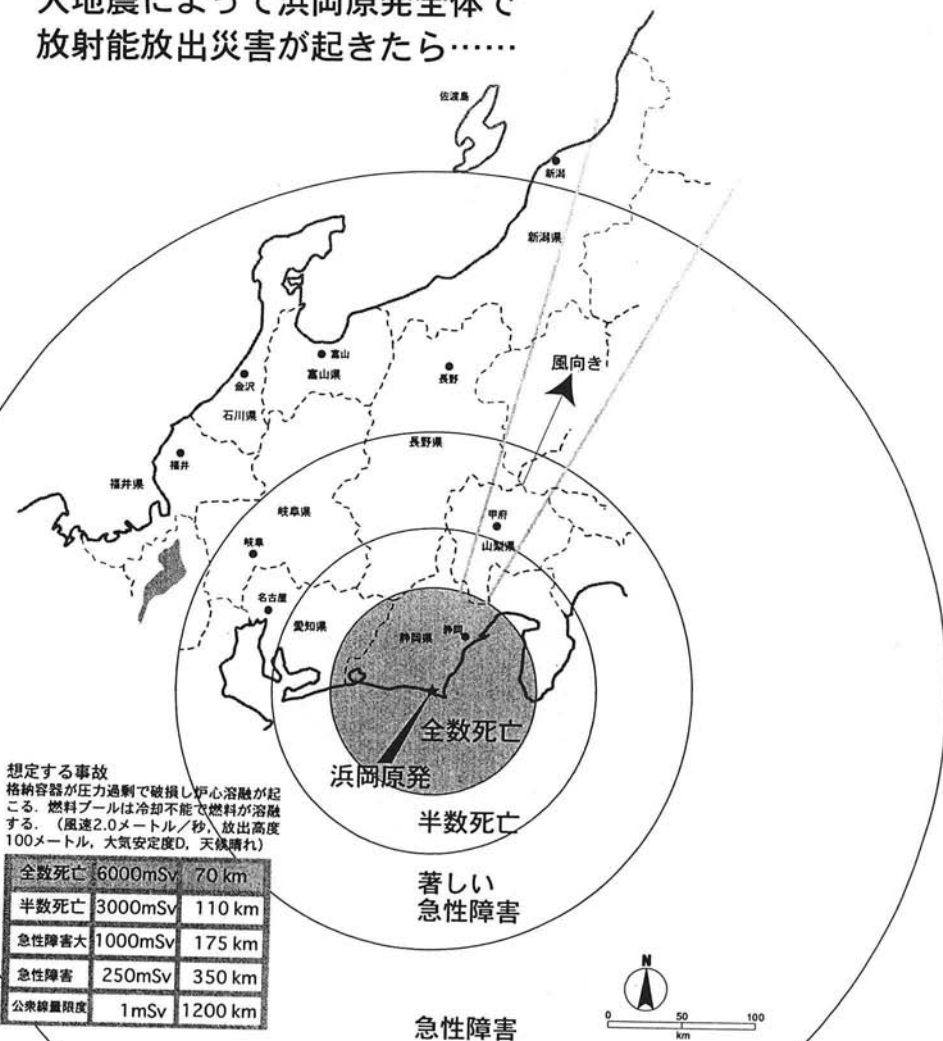 大地震によって浜岡原発全体で
放射能放出災害が起きたら……
佐渡島
新潟
新潟県
富山
富山県
長野
風向き
金沢
石川県
長野県
福井
福井県
岐阜県
甲府
岐阜
山梨県
名古屋
愛知県
静岡県
静岡
全数死亡
浜岡原発
半数死亡
著しい
急性障害
急性障害
想定する事故
格納容器が圧力過剰で破損し炉心溶融が起
こる．燃料プールは冷却不能で燃料が溶融
する．（風速2.0メートル／秒，放出高度
100メートル，大気安定度D，天候晴れ）
全数死亡 6000mSv 70 km
半数死亡 3000mSv 110 km
急性障害大 1000mSv 175 km
急性障害 250mSv 350 km
公衆線量限度 1mSv 1200 km
N
0 50 100
km